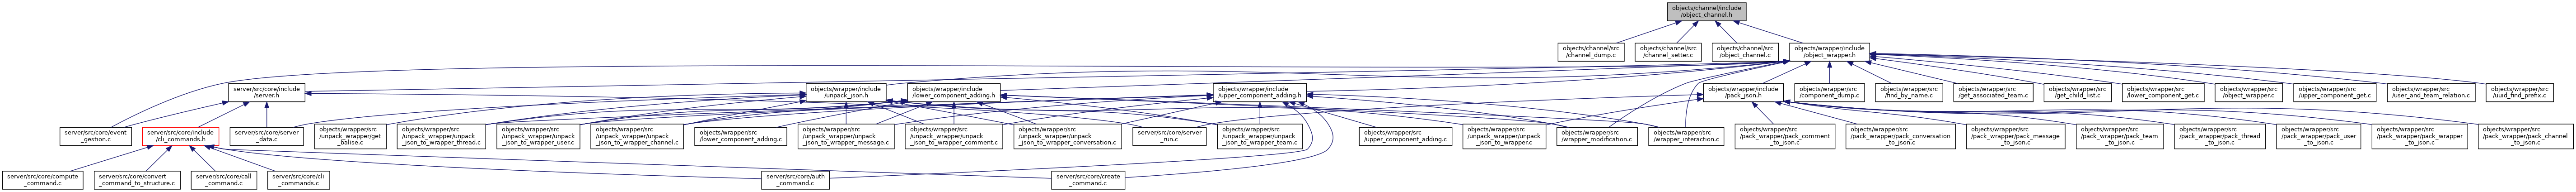 objects/channel/include
/object_channel.h
objects/channel/src
/channel_dump.c
objects/channel/src
/channel_setter.c
objects/channel/src
/object_channel.c
objects/wrapper/include
/object_wrapper.h
server/src/core/include
/server.h
objects/wrapper/include
/unpack_json.h
objects/wrapper/include
/lower_component_adding.h
objects/wrapper/include
/upper_component_adding.h
objects/wrapper/include
/pack_json.h
objects/wrapper/src
/component_dump.c
objects/wrapper/src
/find_by_name.c
objects/wrapper/src
/get_associated_team.c
objects/wrapper/src
/get_child_list.c
objects/wrapper/src
/lower_component_get.c
objects/wrapper/src
/object_wrapper.c
objects/wrapper/src
/upper_component_get.c
objects/wrapper/src
/user_and_team_relation.c
objects/wrapper/src
/uuid_find_prefix.c
server/src/core/event
_gestion.c
server/src/core/include
/cli_commands.h
server/src/core/server
_data.c
objects/wrapper/src
/unpack_wrapper/get
_balise.c
objects/wrapper/src
/unpack_wrapper/unpack
_json_to_wrapper_thread.c
objects/wrapper/src
/unpack_wrapper/unpack
_json_to_wrapper_user.c
objects/wrapper/src
/unpack_wrapper/unpack
_json_to_wrapper_channel.c
objects/wrapper/src
/lower_component_adding.c
objects/wrapper/src
/unpack_wrapper/unpack
_json_to_wrapper_message.c
objects/wrapper/src
/unpack_wrapper/unpack
_json_to_wrapper_comment.c
objects/wrapper/src
/unpack_wrapper/unpack
_json_to_wrapper_conversation.c
server/src/core/server
_run.c
objects/wrapper/src
/unpack_wrapper/unpack
_json_to_wrapper_team.c
objects/wrapper/src
/upper_component_adding.c
objects/wrapper/src
/unpack_wrapper/unpack
_json_to_wrapper.c
objects/wrapper/src
/wrapper_modification.c
objects/wrapper/src
/wrapper_interaction.c
objects/wrapper/src
/pack_wrapper/pack_comment
_to_json.c
objects/wrapper/src
/pack_wrapper/pack_conversation
_to_json.c
objects/wrapper/src
/pack_wrapper/pack_message
_to_json.c
objects/wrapper/src
/pack_wrapper/pack_team
_to_json.c
objects/wrapper/src
/pack_wrapper/pack_thread
_to_json.c
objects/wrapper/src
/pack_wrapper/pack_user
_to_json.c
objects/wrapper/src
/pack_wrapper/pack_wrapper
_to_json.c
objects/wrapper/src
/pack_wrapper/pack_channel
_to_json.c
server/src/core/compute
_command.c
server/src/core/convert
_command_to_structure.c
server/src/core/call
_command.c
server/src/core/cli
_commands.c
server/src/core/auth
_command.c
server/src/core/create
_command.c